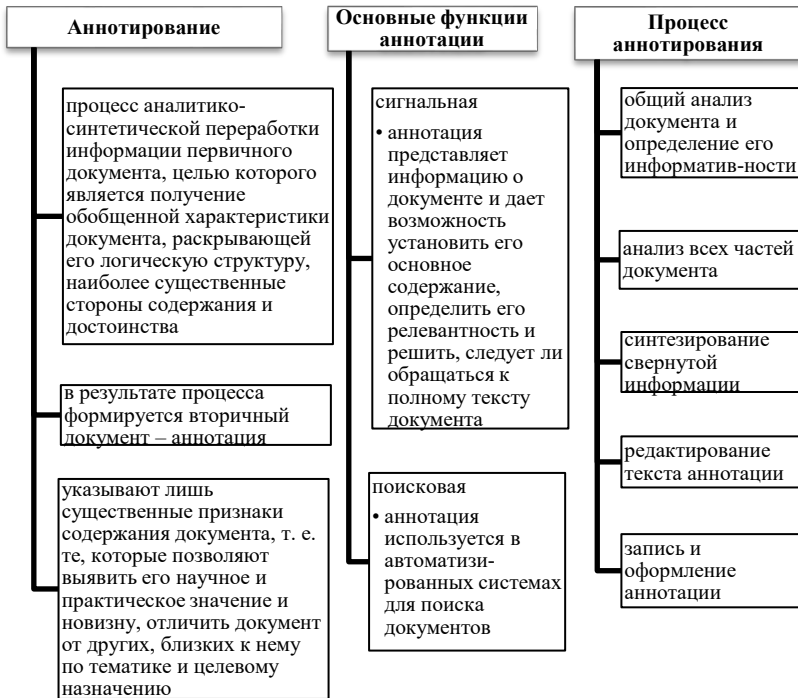 Аннотирование
процесс аналитико-
синтетической переработки
информации первичного
документа, целью которого
является получение
обобщенной характеристики
документа, раскрывающей
его логическую структуру,
наиболее существенные
стороны содержания и
достоинства
в результате процесса
формируется вторичный
документ – аннотация
указывают лишь
существенные признаки
содержания документа, т. е.
те, которые позволяют
выявить его научное и
практическое значение и
новизну, отличить документ
от других, близких к нему
по тематике и целевому
назначению
Основные функции
аннотации
сигнальная
• аннотация
представляет
информацию о
документе и дает
возможность
установить его
основное
содержание,
определить его
релевантность и
решить, следует ли
обращаться к
полному тексту
документа
поисковая
• аннотация
используется в
автоматизи-
рованных системах
для поиска
документов
Процесс
аннотирования
общий анализ
документа и
определение его
информатив-ности
анализ всех частей
документа
синтезирование
свернутой
информации
редактирование
текста аннотации
запись и
оформление
аннотации